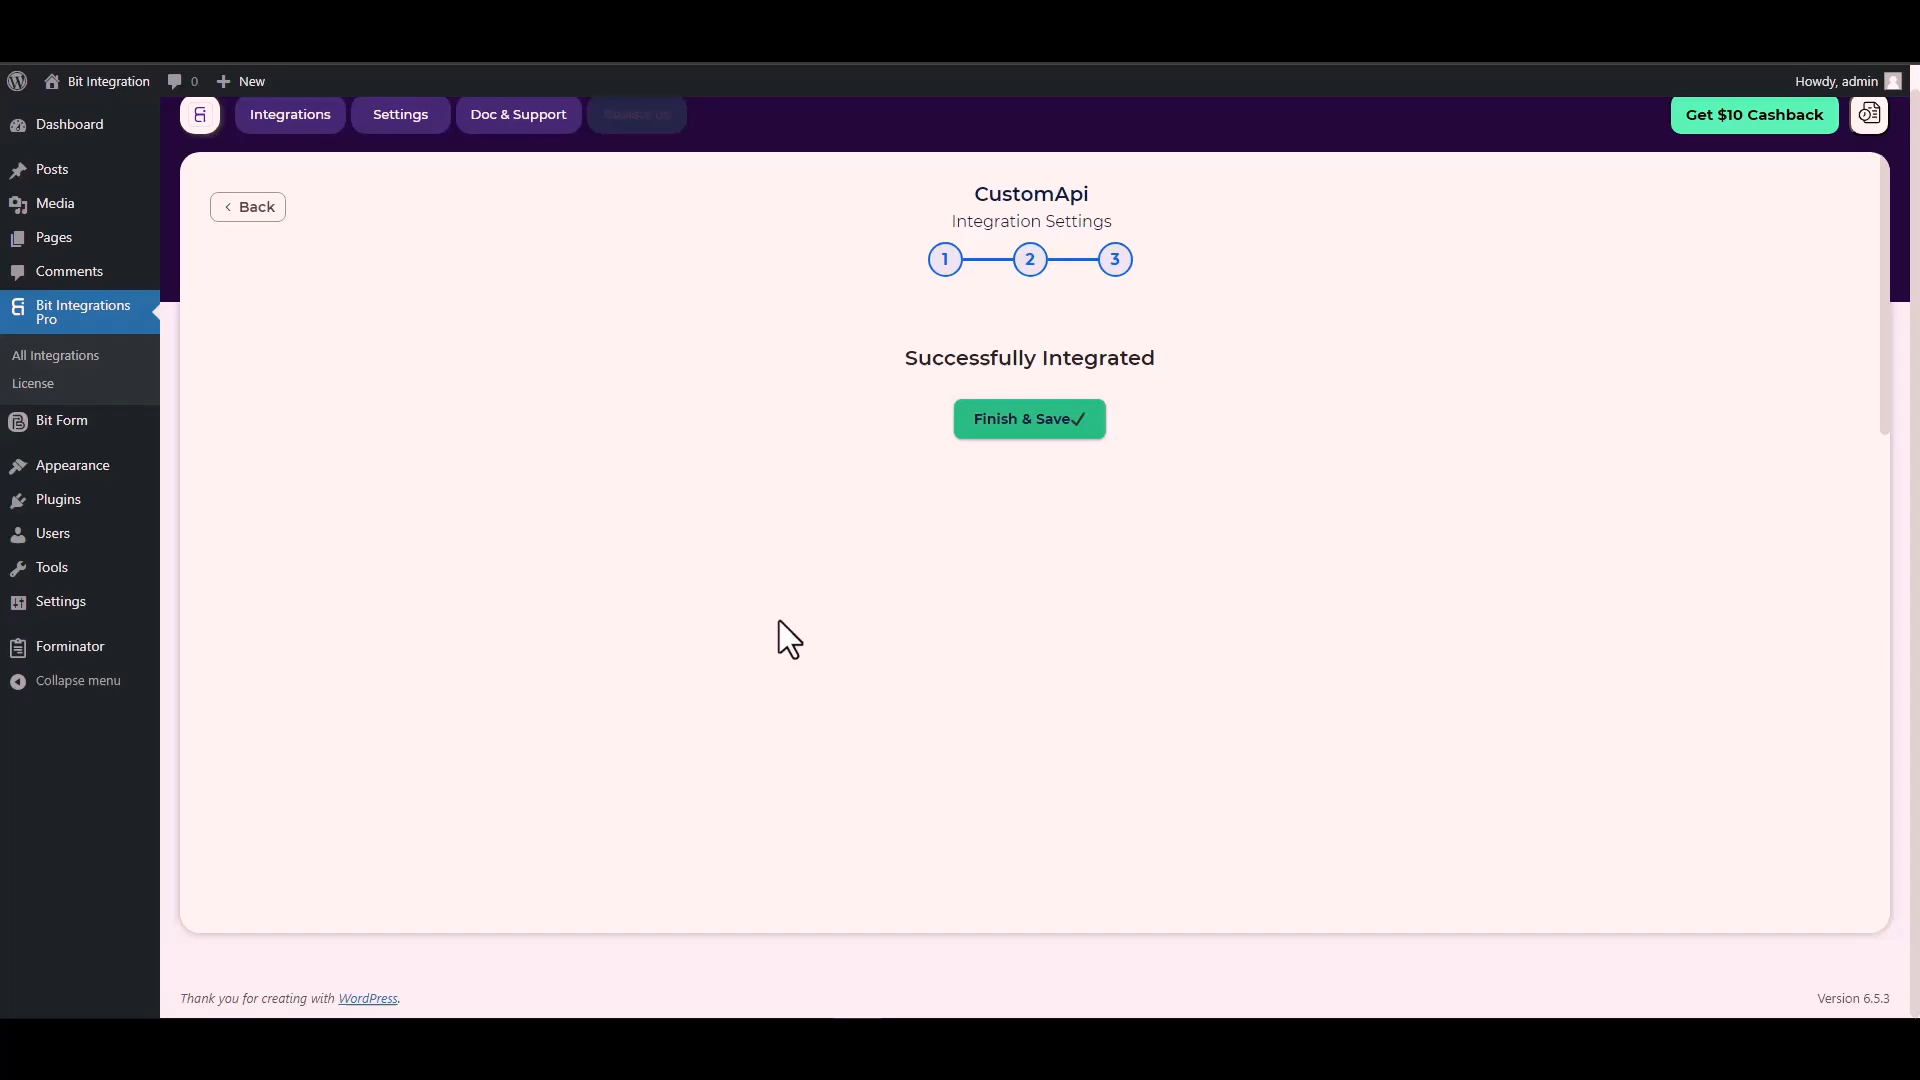 Bit Integration
0
New
Howdy, admin
Integrations
Settings
Doc & Support
Get $10 Cashback
Dashboard
Posts
Media
Pages
Comments
Bit Integrations
Pro
All Integrations
License
Bit Form
Appearance
Plugins
Users
Tools
Settings
Forminator
Collapse menu
Back
CustomApi
Integration Settings
1
2
3
Successfully Integrated
Finish & Save✓
Thank you for creating with WordPress.
Version 6.5.3